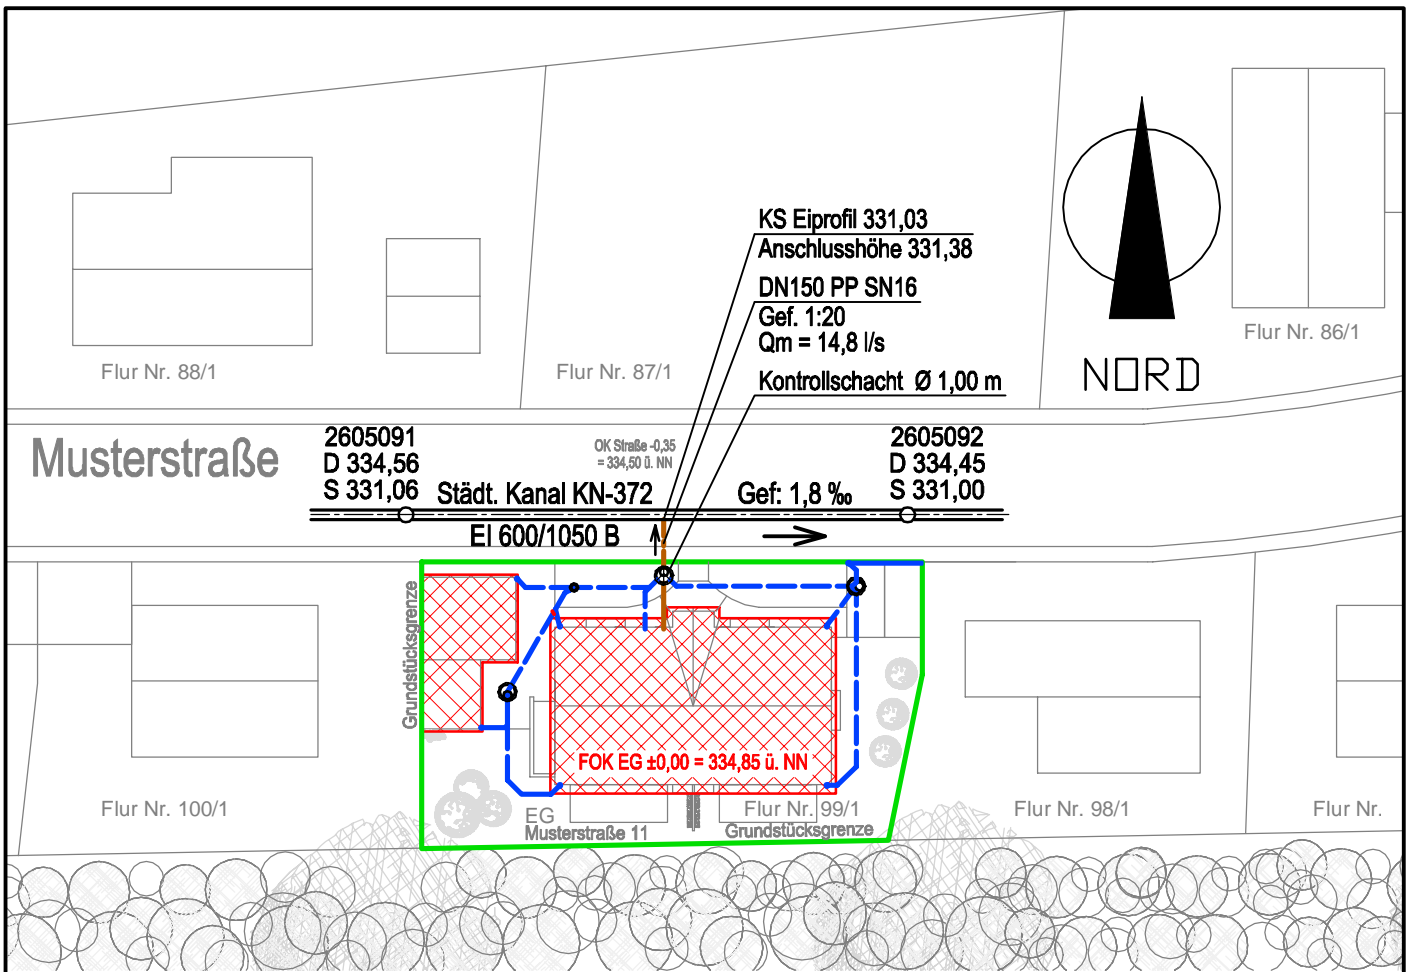 KS Eiprofil 331,03
Anschlusshöhe 331,38
DN150 PP SN16
Gef. 1:20
Qm = 14,8 l/s
Kontrollschacht Ø 1,00 m
NORD
Flur Nr. 86/1
Flur Nr. 88/1
Flur Nr. 87/1
Musterstraße
2605091
D 334,56
S 331,06
OK Straße -0,35
= 334,50 ü. NN
2605092
D 334,45
S 331,00
Städt. Kanal KN-372
Gef: 1,8 ‰
EI 600/1050 B
Grundstücksgrenze
FOK EG ±0,00 = 334,85 ü. NN
Flur Nr. 100/1
EG
Musterstraße 11
Flur Nr. 99/1
Grundstücksgrenze
Flur Nr. 98/1
Flur Nr.